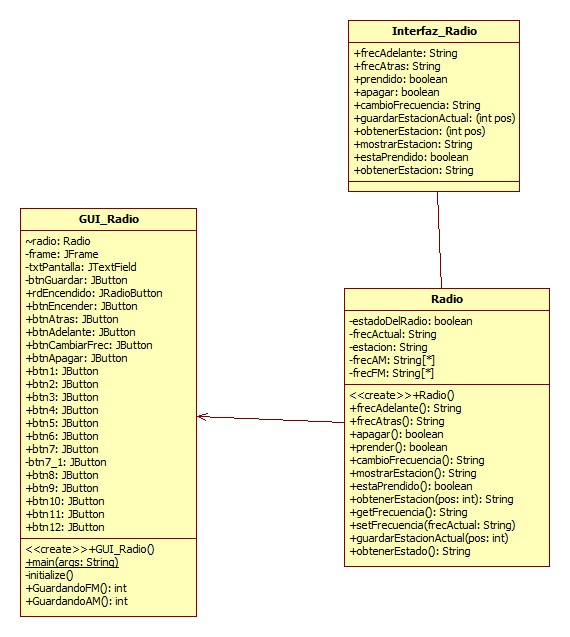 Interfaz_Radio
+frecAdelante: String
+frecAtras: String
+prendido: boolean
+apagar: boolean
+cambioFrecuencia: String
+guardarEstacionActual: (int pos)
+obtenerEstacion: (int pos)
+mostrarEstacion: String
+estaPrendido: boolean
+obtenerEstacion: String
GUI_Radio
~radio: Radio
-frame: JFrame
-txtPantalla: JTextField
-btnGuardar: JButton
+rdEncendido: JRadioButton
+btnEncender: JButton
+btnAtras: JButton
+btnAdelante: JButton
+btnCambiarFrec: JButton
+btnApagar: JButton
+btn1: JButton
+btn2: JButton
+btn3: JButton
+btn4: JButton
+btn5: JButton
+btn6: JButton
+btn7: JButton
-btn7_1: JButton
+btn8: JButton
+btn9: JButton
+btn10: JButton
+btn11: JButton
+btn12: JButton
<<create>>+GUI_Radio()
+main(args: String)
-initialize()
+GuardandoFM(): int
+GuardandoAM(): int
Radio
-estadoDelRadio: boolean
-frecActual: String
-estacion: String
-frecAM: String[*]
-frecFM: String[*]
<<create>>+Radio()
+frecAdelante(): String
+frecAtras(): String
+apagar(): boolean
+prender(): boolean
+cambioFrecuencia(): String
+mostrarEstacion(): String
+estaPrendido(): boolean
+obtenerEstacion(pos: int): String
+getFrecuencia(): String
+setFrecuencia(frecActual: String)
+guardarEstacionActual(pos: int)
+obtenerEstado(): String